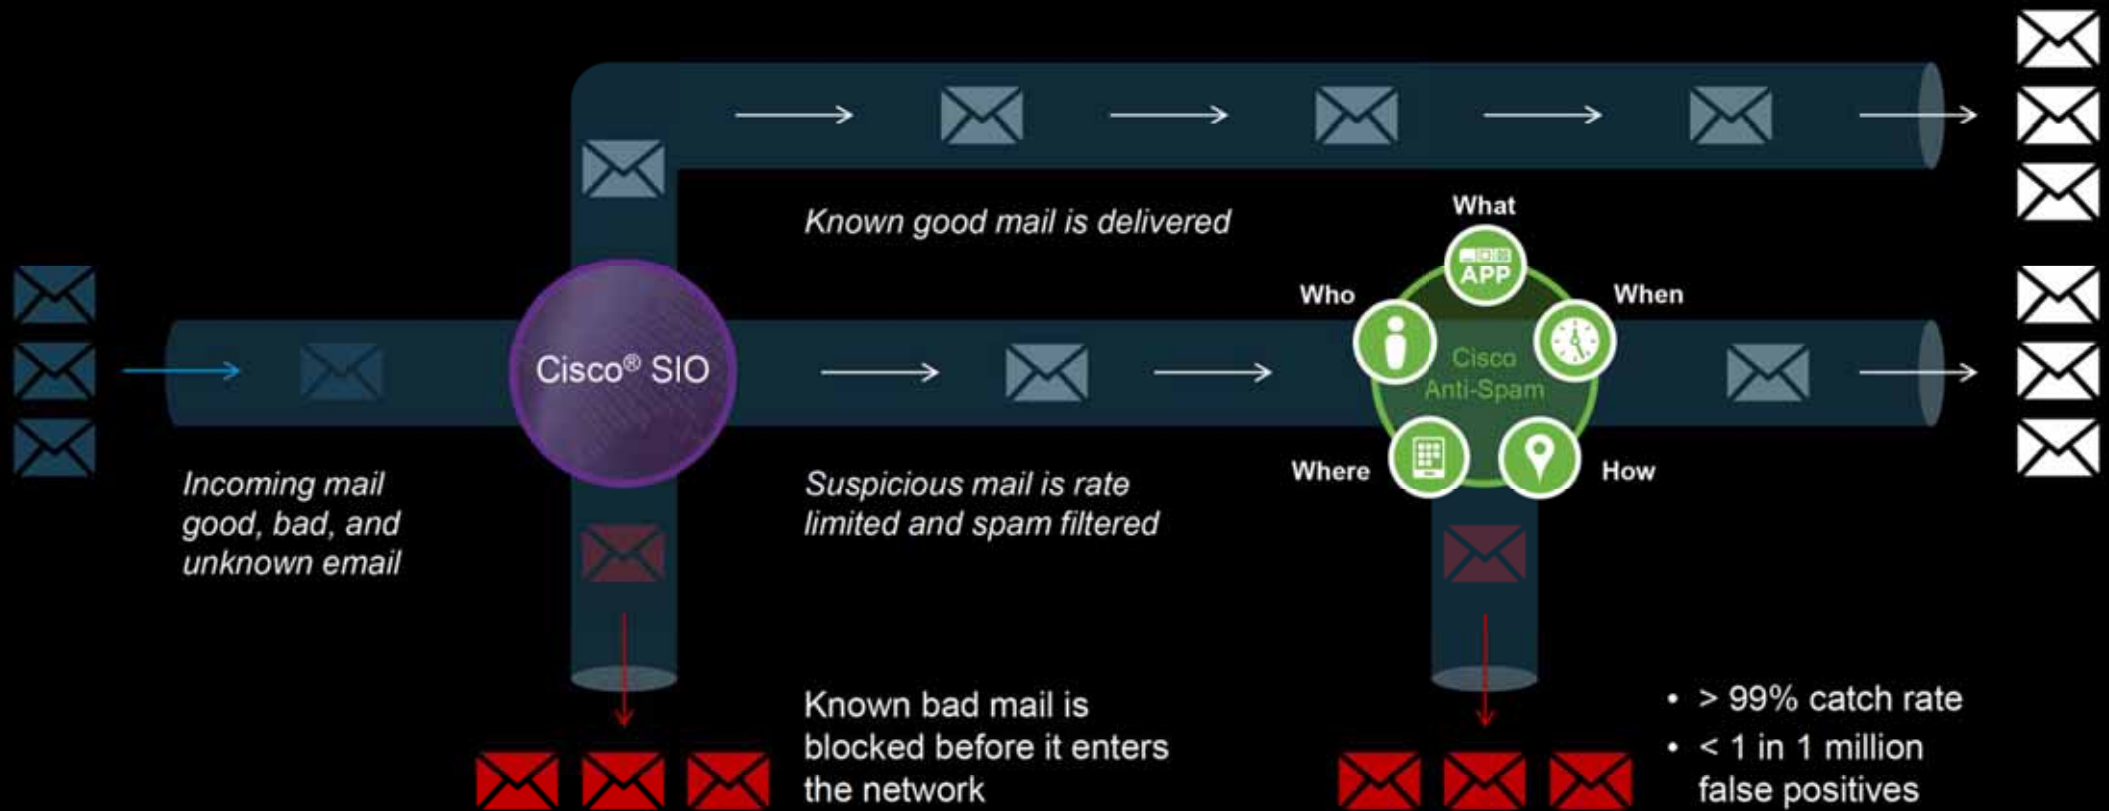 Known good mail is delivered
What
APP
Who
When
Cisco® SIO
Cisco
Anti-Spam
Where
How
Incoming mail
good, bad, and
unknown email
Suspicious mail is rate
limited and spam filtered
Known bad mail is
blocked before it enters
the network
• > 99% catch rate
• < 1 in 1 million
false positives